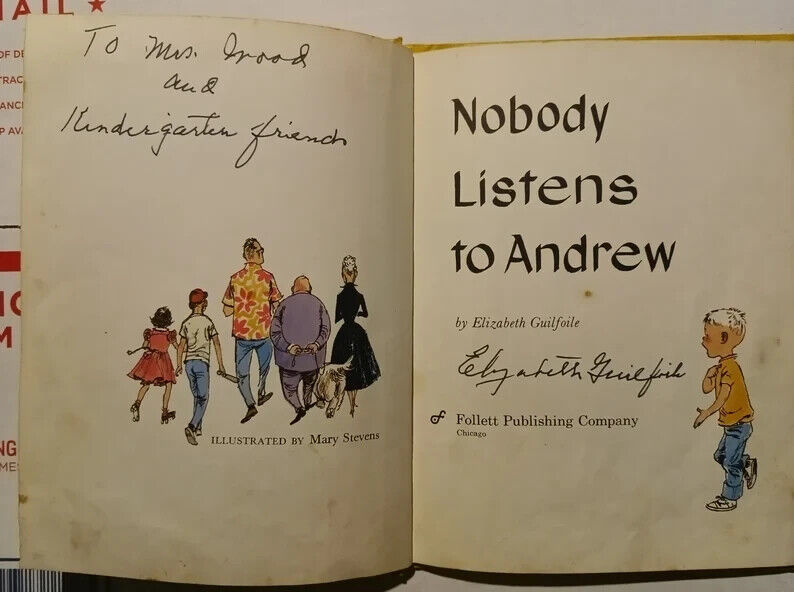 To Mrs. Wood
and
Kindergarten friends
ILLUSTRATED BY Mary Stevens
Nobody
Listens
to Andrew
by Elizabeth Guilfoile
Elizabeth Guilfoile
Follett Publishing Company
Chicago